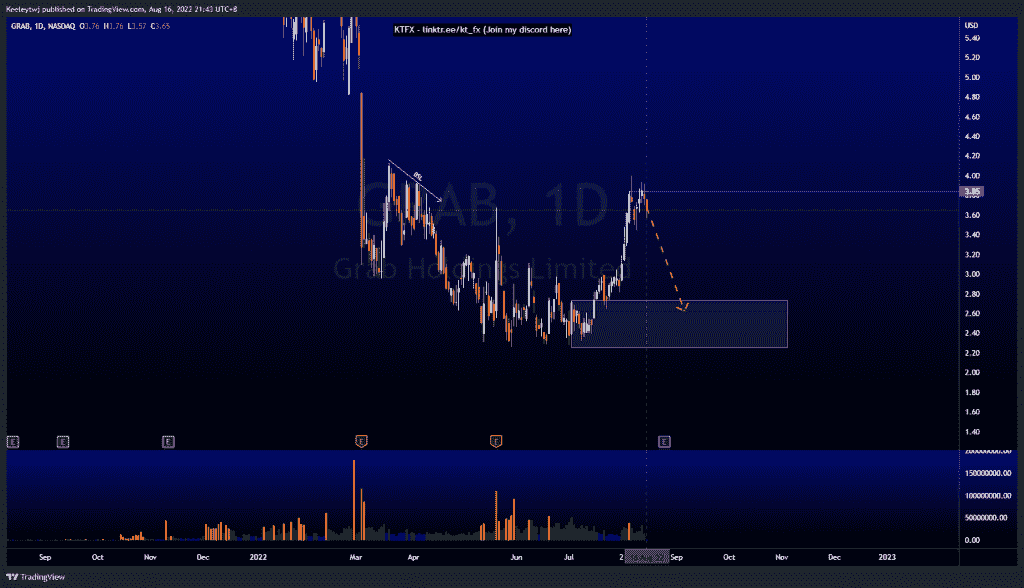 Keeleytwj published on TradingView.com, Aug 16, 2022 21:43 UTC+8
GRAB, 1D, NASDAQ O3.76 H3.76 L3.57 C3.65
KTFX - linktr.ee/kt_fx (Join my discord here)
USD
5.40
5.20
5.00
4.80
4.60
4.40
4.20
4.00
3.85
3.60
3.40
3.20
3.00
2.80
2.60
2.40
2.20
2.00
1.80
1.60
1.40
GRAB, 1D
Grab Holdings Limited
E E E E E E
200000000.00
150000000.00
100000000.00
50000000.00
0.00
Sep Oct Nov Dec 2022 Mar Apr Jun Jul Sep Oct Nov Dec 2023
TradingView